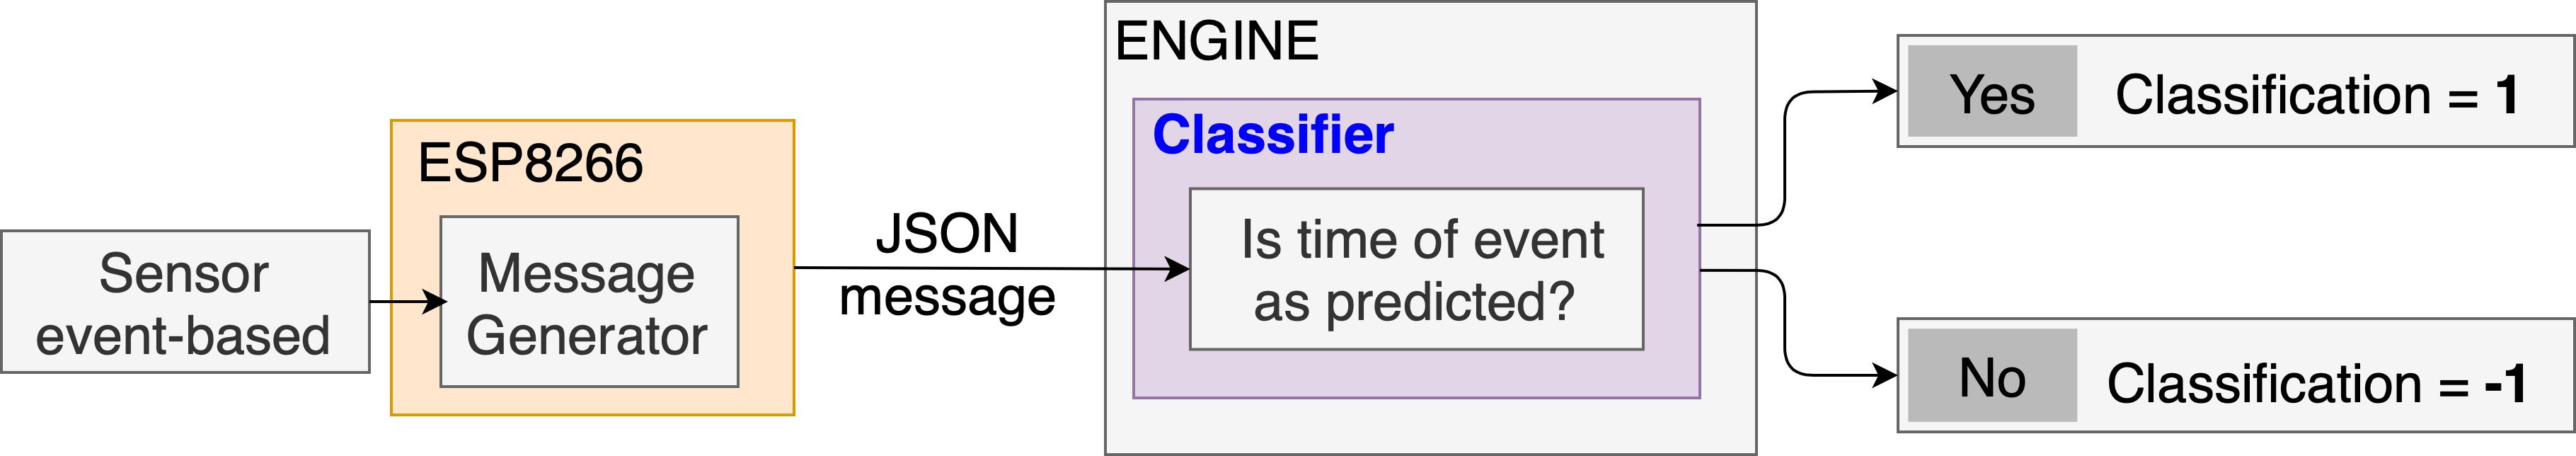 Sensor
event-based
ESP8266
Message
Generator
JSON
message
ENGINE
Classifier
Is time of event
as predicted?
Yes Classification = 1
No Classification = -1